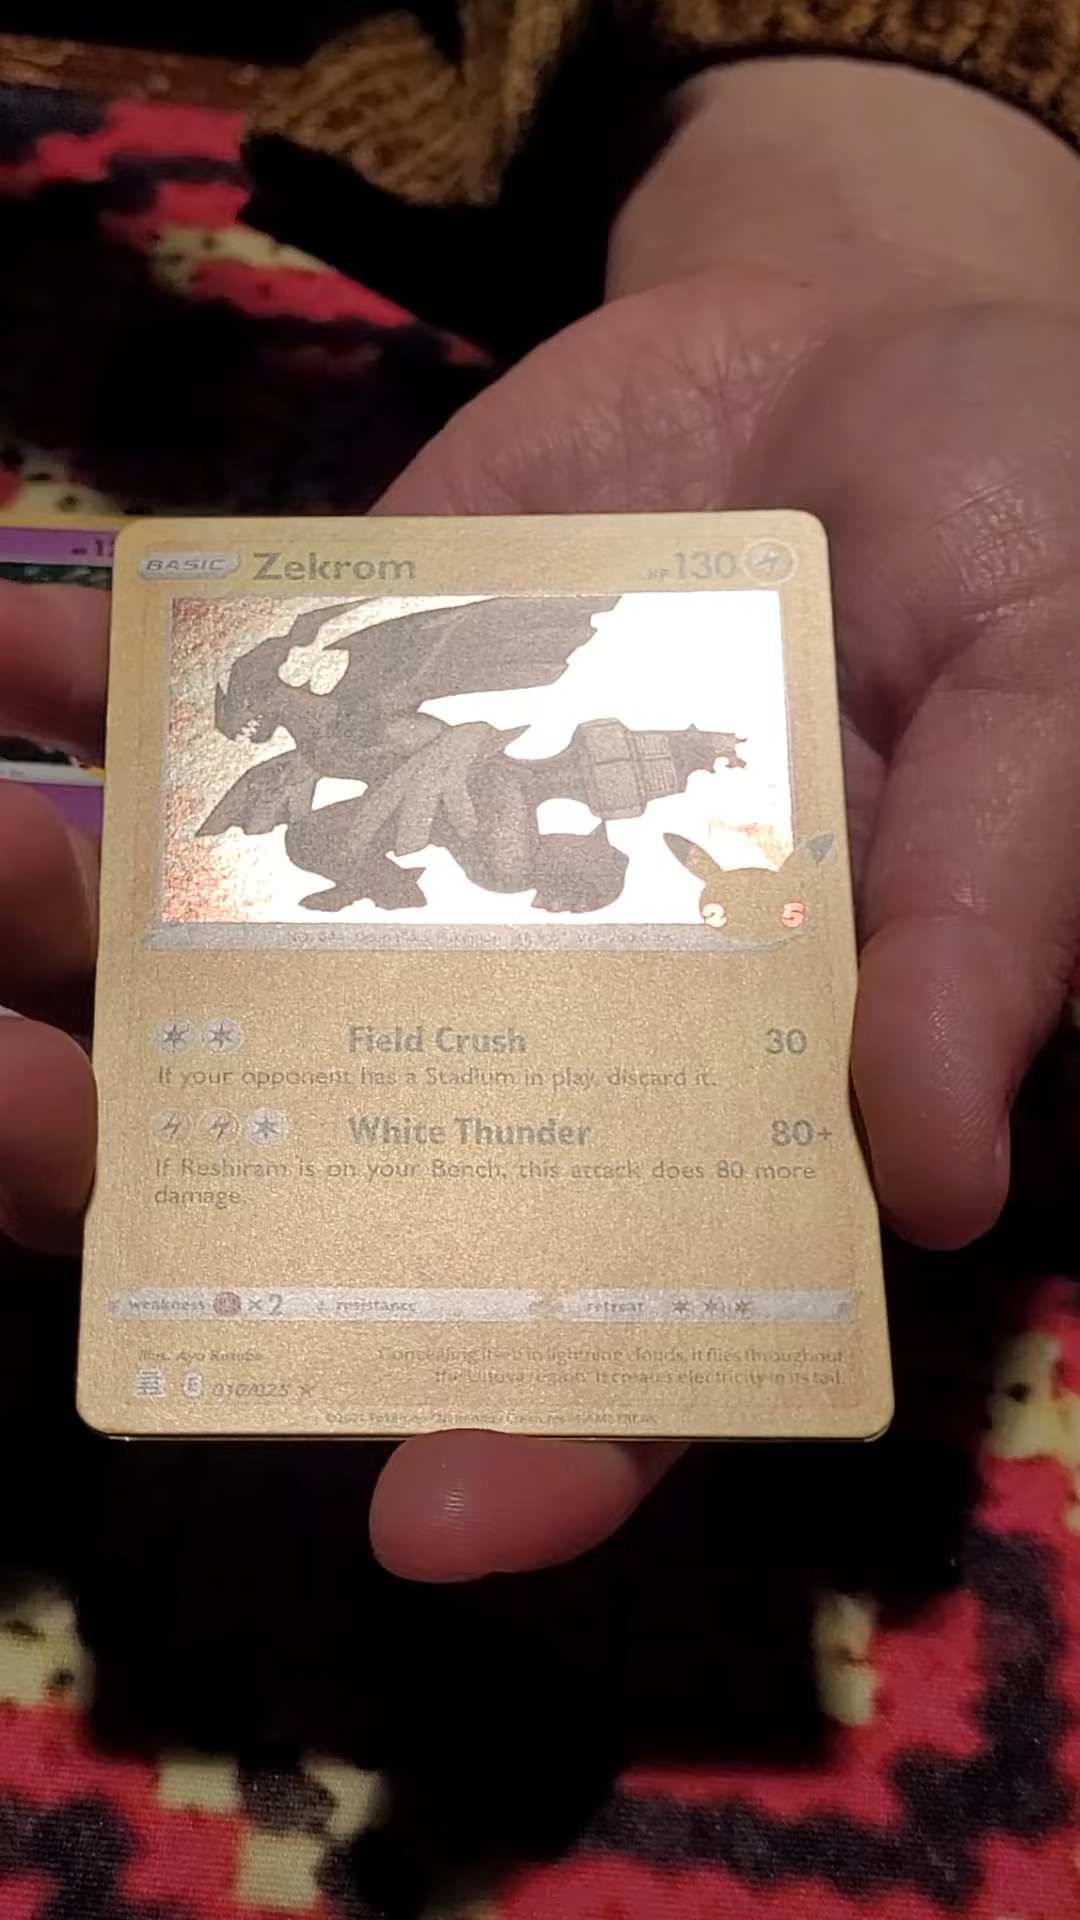 BASIC Zekrom HP 130
2 5
Field Crush 30
If your opponent has a Stadium in play, discard it.
White Thunder 80+
If Reshiram is on your Bench, this attack does 80 more
damage.
weakness ×2 resistance retreat
Illus.
Concealing itself in lightning clouds, it flies throughout
the Unova region. It creates electricity in its tail.
E 010/025